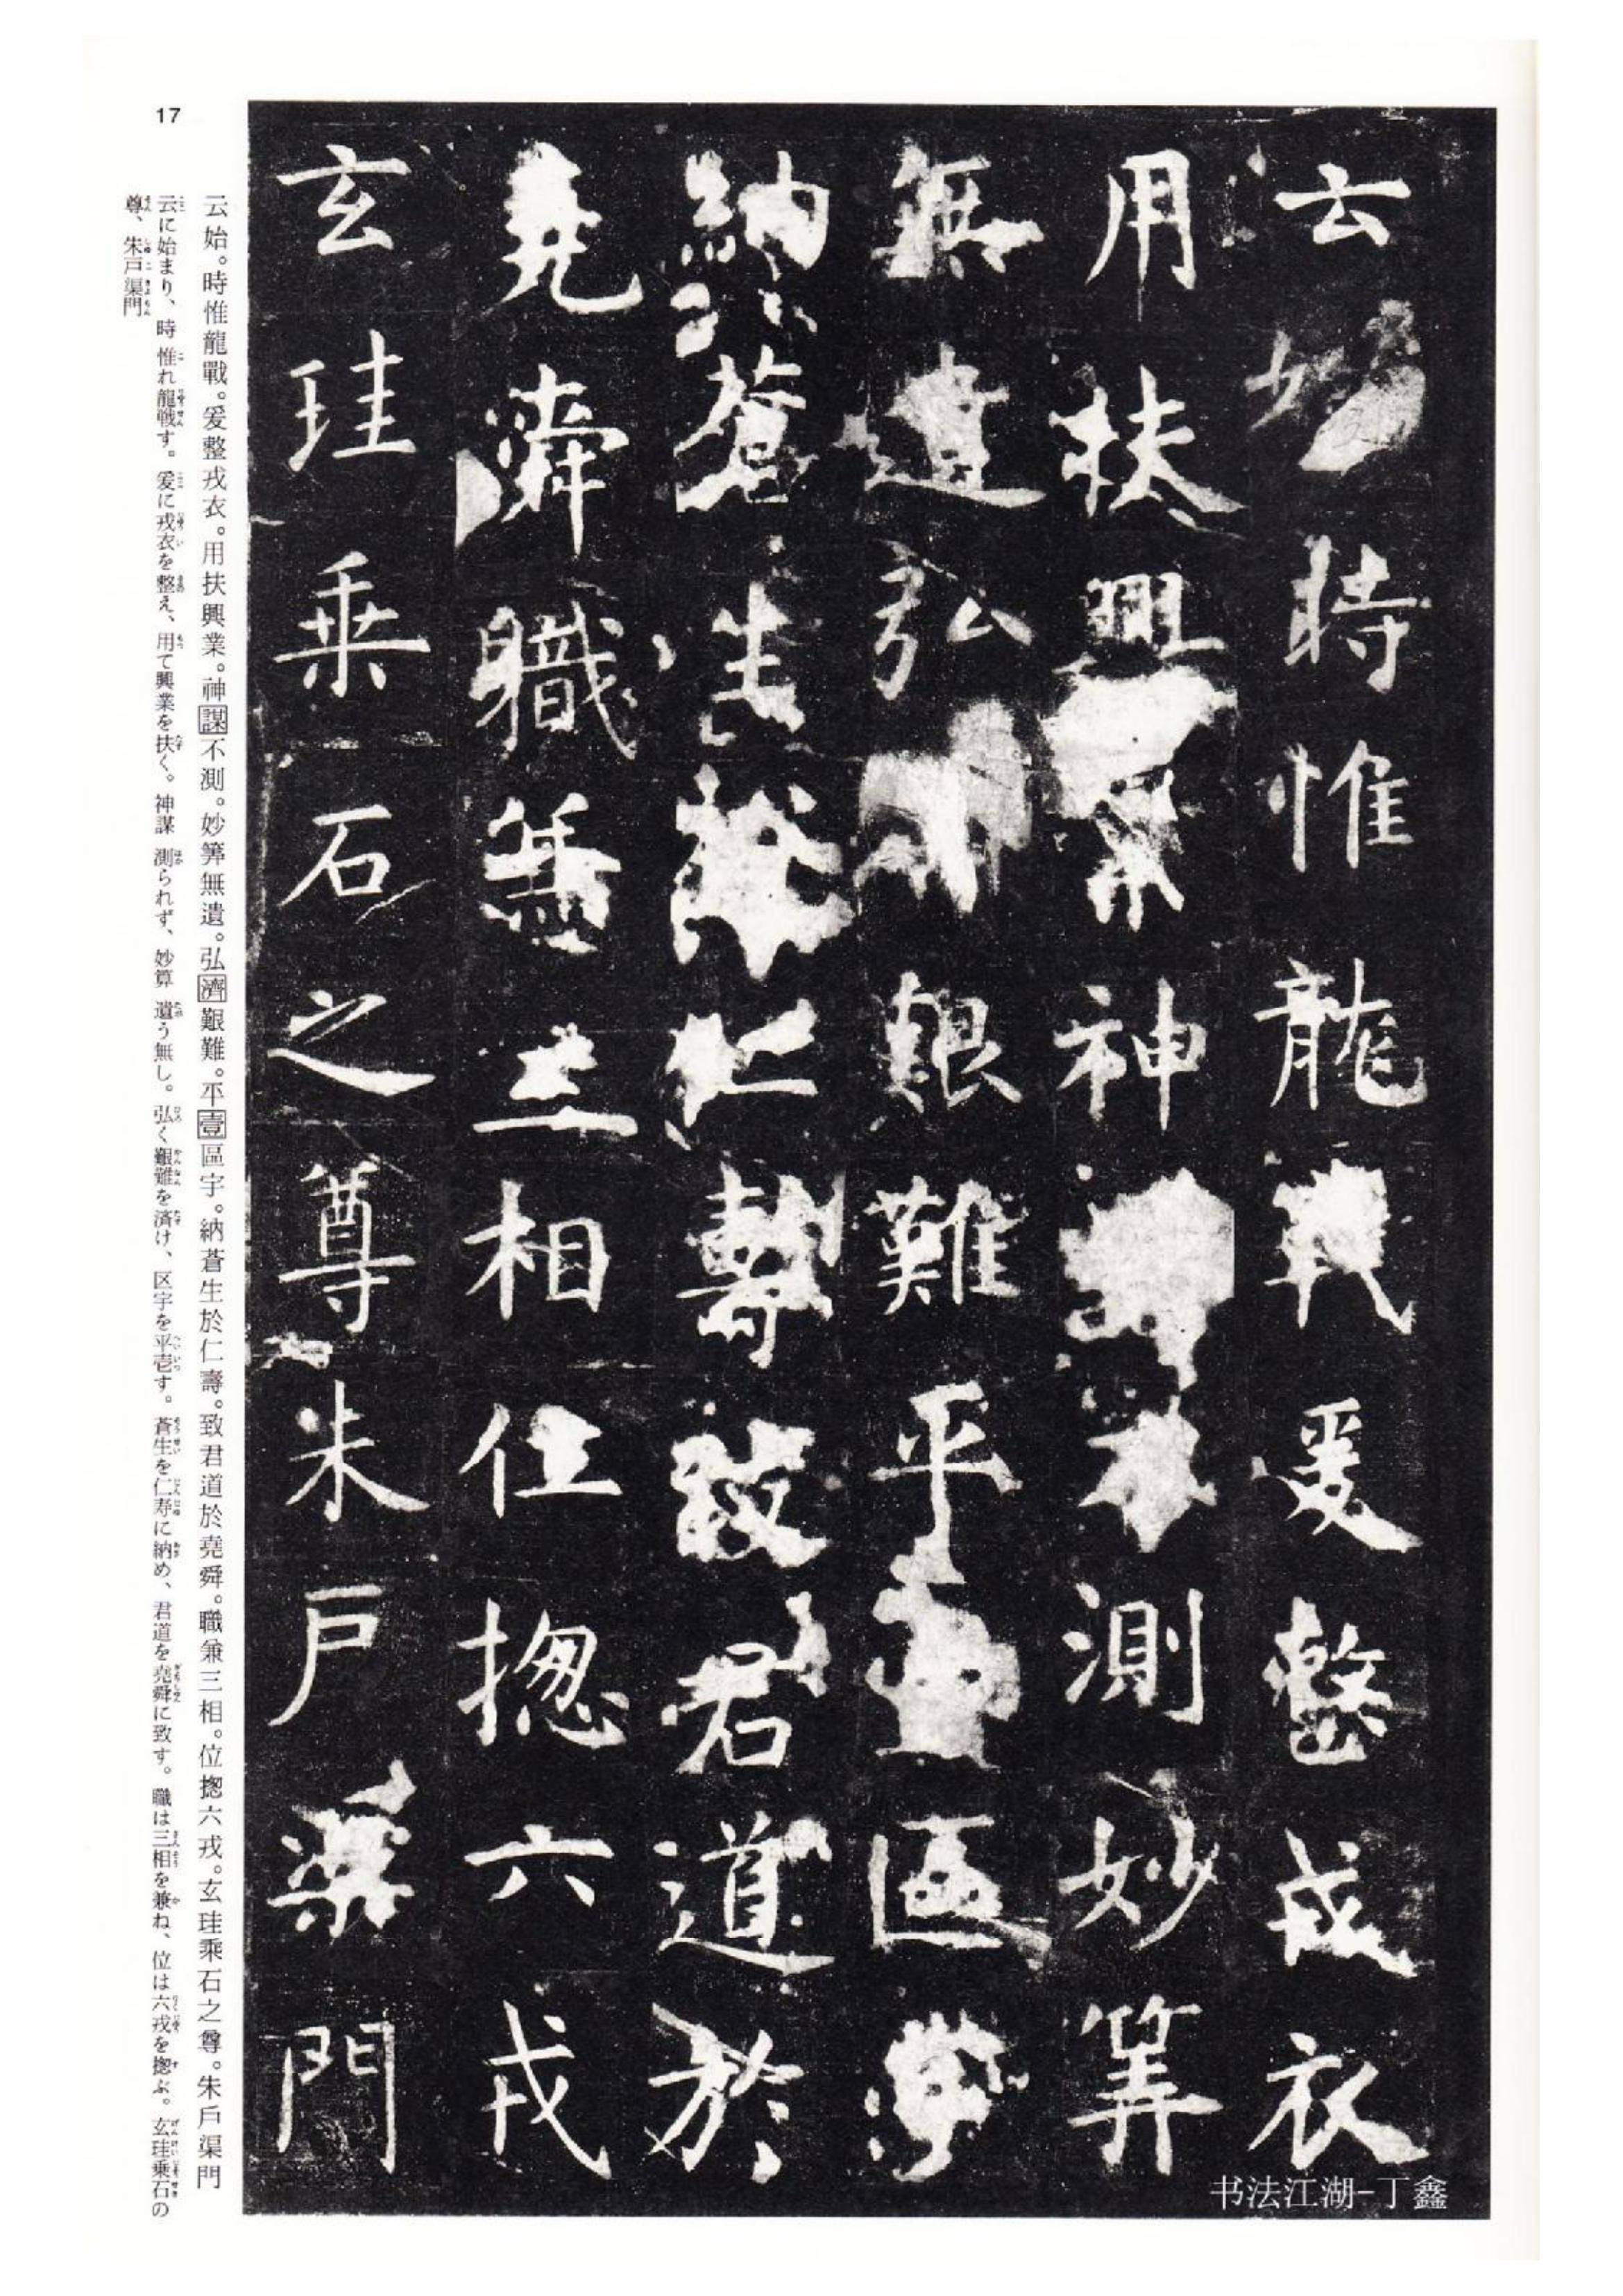 云始時惟龍戰爰整戎衣
用扶興業神不測妙筭
無遺弘艱難平區宇
納蒼生於仁壽致君道於
堯舜職兼三相位揔六戎
玄珪乗石之尊朱戶渠門
云始。時惟龍戰。爰整戎衣。用扶興業。神謀不測。妙筭無遺。弘濟艱難。平壹區宇。納蒼生於仁壽。致君道於堯舜。職兼三相。位揔六戎。玄珪乘石之尊。朱戶渠門
云に始まり、時惟れ龍戦す。爰に戎衣を整え、用て興業を扶く。神謀測られず、妙算遺う無し。弘く艱難を済け、区宇を平壱す。蒼生を仁寿に納め、君道を堯舜に致す。職は三相を兼ね、位は六戎を揔ぶ。玄珪乗石の
尊、朱戸渠門
17
书法江湖-丁鑫